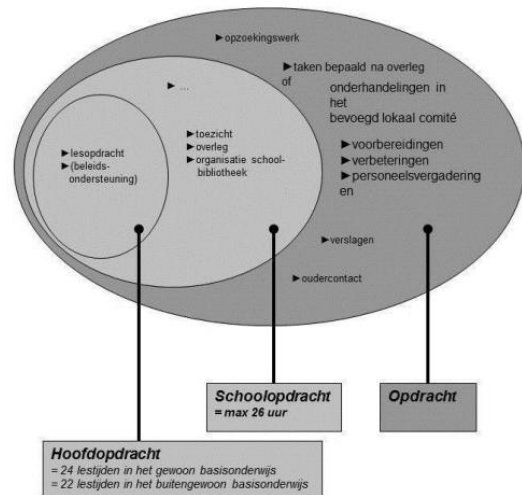 ►opzoekingswerk
►taken bepaald na overleg
of
onderhandelingen in
het
bevoegd lokaal comité
►...
►toezicht
►overleg
►organisatie school-
bibliotheek
►lesopdracht
►(beleids-
ondersteuning)
►voorbereidingen
►verbeteringen
►personeelsvergadering
en
►verslagen
►oudercontact
Schoolopdracht
= max 26 uur
Opdracht
Hoofdopdracht
= 24 lestijden in het gewoon basisonderwijs
= 22 lestijden in het buitengewoon basisonderwijs